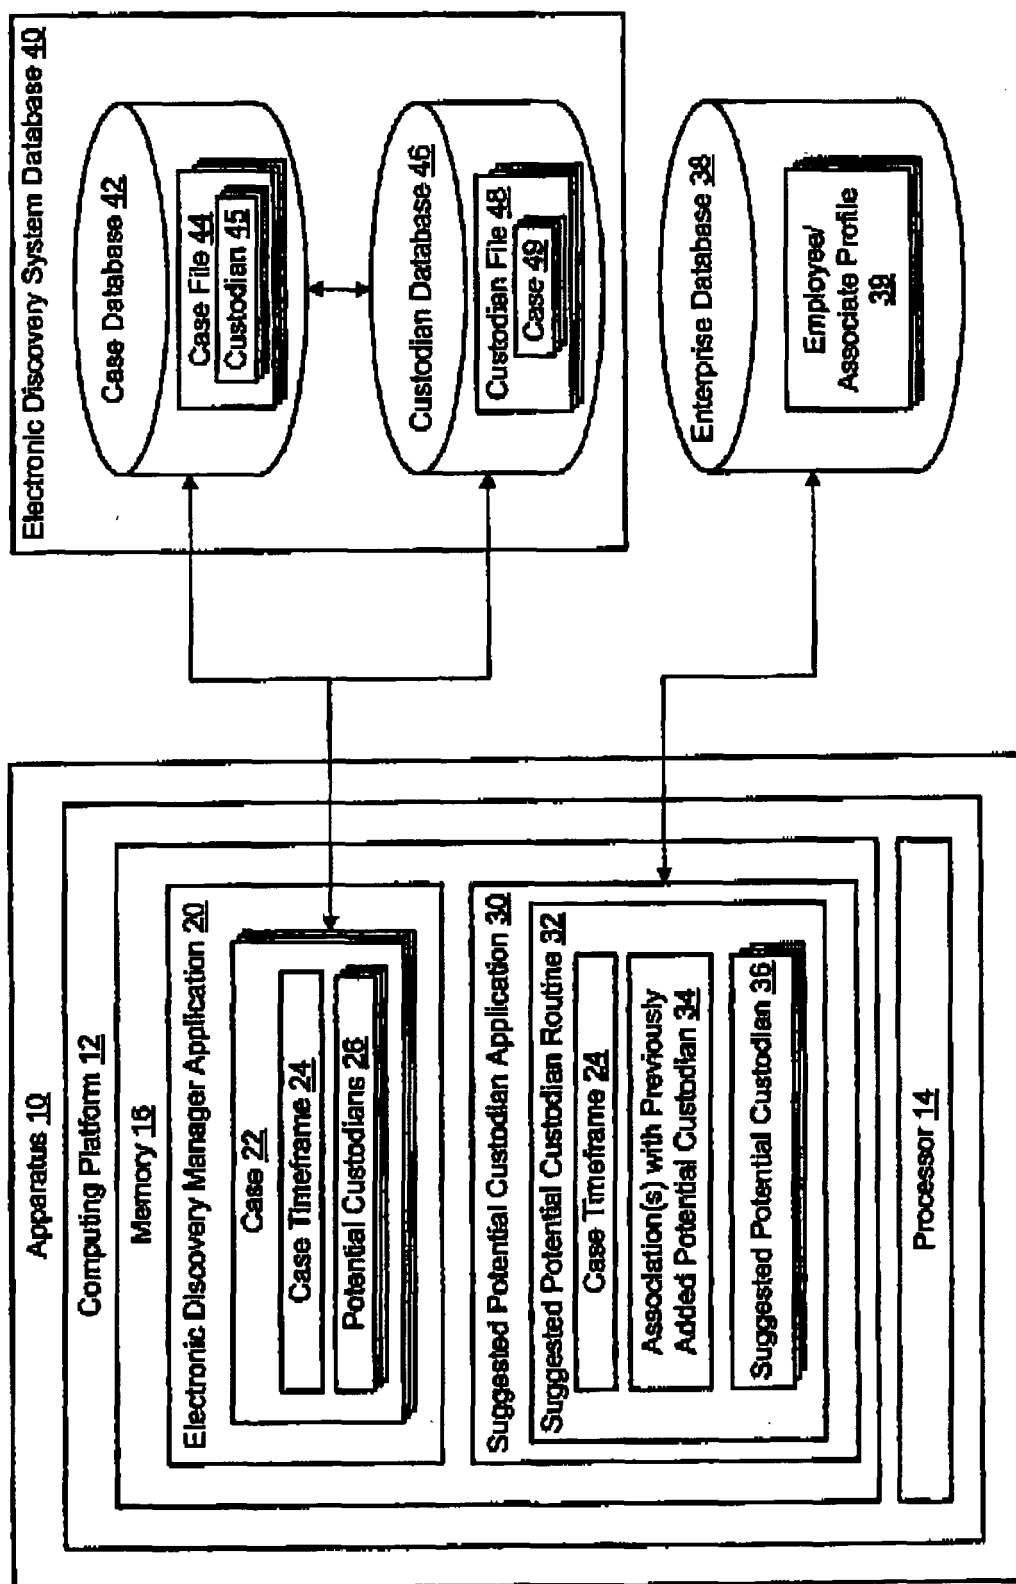 Apparatus 10
Computing Platform 12
Memory 16
Electronic Discovery Manager Application 20
Case 22
Case Timeframe 24
Potential Custodians 26
Suggested Potential Custodian Application 30
Suggested Potential Custodian Routine 32
Case Timeframe 24
Association(s) with Previously
Added Potential Custodian 34
Suggested Potential Custodian 36
Processor 14
Electronic Discovery System Database 40
Case Database 42
Case File 44
Custodian 45
Custodian Database 46
Custodian File 48
Case 49
Enterprise Database 38
Employee/
Associate Profile
39